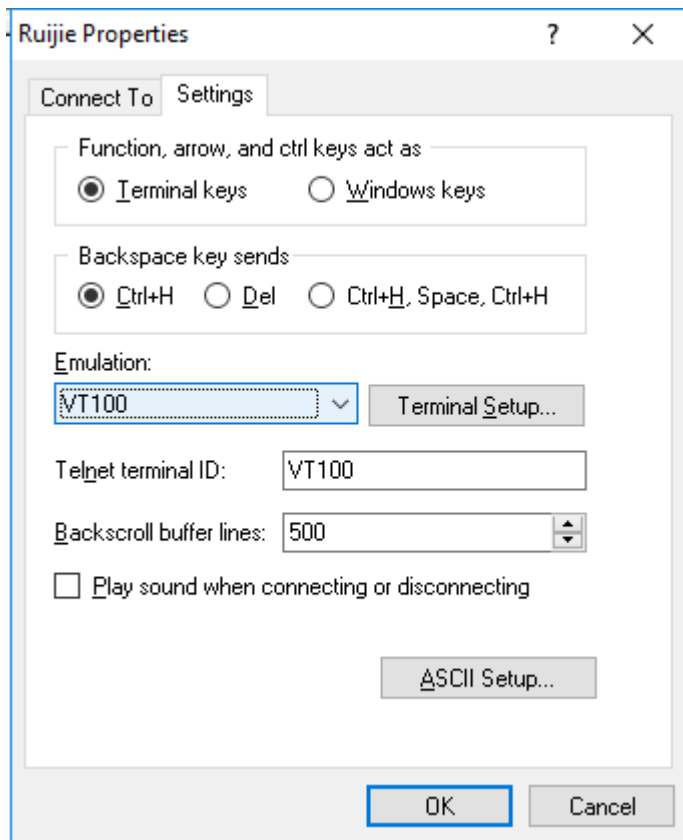 Ruijie Properties ? X
Connect To Settings
Function, arrow, and ctrl keys act as
Terminal keys Windows keys
Backspace key sends
Ctrl+H Del Ctrl+H, Space, Ctrl+H
Emulation:
VT100 Terminal Setup...
Telnet terminal ID: VT100
Backscroll buffer lines: 500
Play sound when connecting or disconnecting
ASCII Setup...
OK Cancel